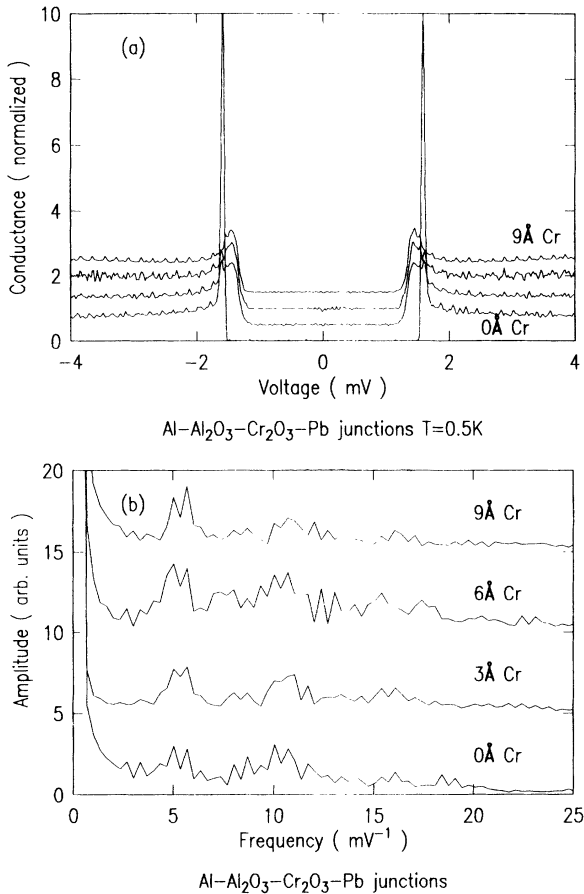 (a)
Conductance ( normalized )
10
8
6
4
2
0
9Å Cr
0Å Cr
−4
−2
0
2
4
Voltage ( mV )
Al−Al₂O₃−Cr₂O₃−Pb junctions T=0.5K
(b)
Amplitude ( arb. units )
20
15
10
5
0
9Å Cr
6Å Cr
3Å Cr
0Å Cr
0
5
10
15
20
25
Frequency ( mV⁻¹ )
Al−Al₂O₃−Cr₂O₃−Pb junctions